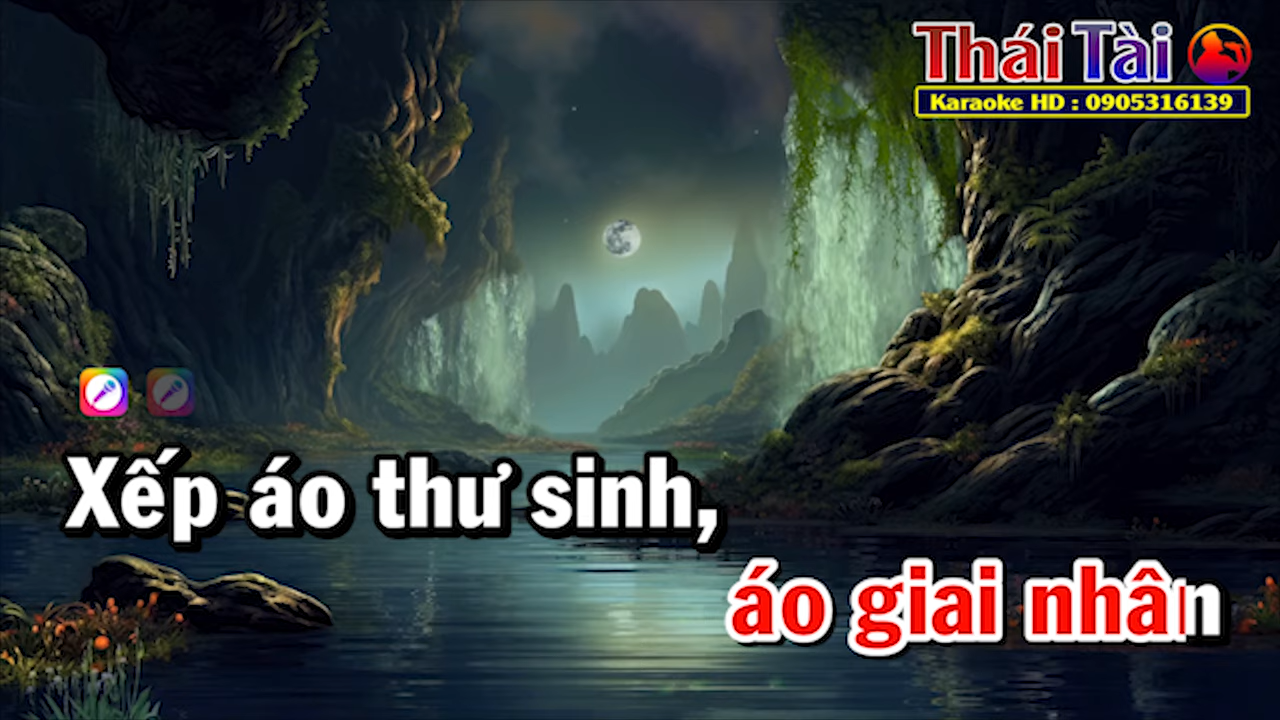 Thái Tài
Karaoke HD : 0905316139
Xếp áo thư sinh,
áo giai nhân